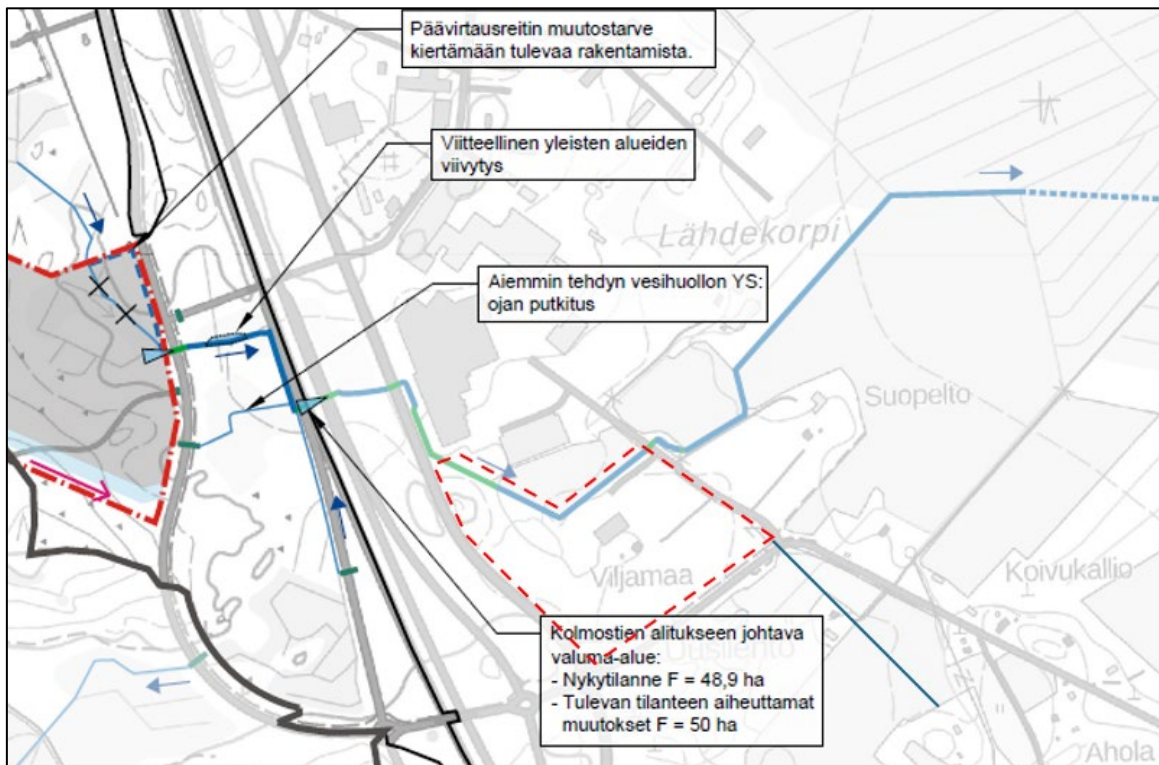 Päävirtausreitin muutostarve
kiertämään tulevaa rakentamista.
Viitteellinen yleisten alueiden
viivytys
Lähdekorpi
Aiemmin tehdyn vesihuollon YS:
ojan putkitus
Suopelto
Viljamaa
Koivukallio
Kolmostien alitukseen johtava
valuma-alue:
- Nykytilanne F = 48,9 ha
- Tulevan tilanteen aiheuttamat
muutokset F = 50 ha
Uusilehto
Ahola